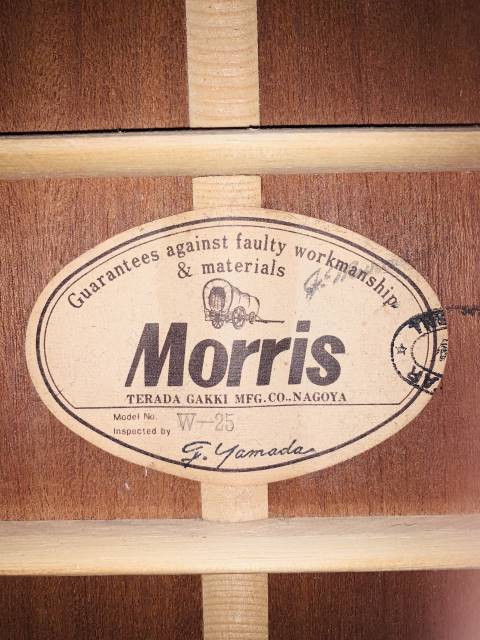 Guarantees against faulty workmanship
& materials
Morris
TERADA GAKKI MFG. CO., NAGOYA
Model No. W-25
Inspected by F. Yamada